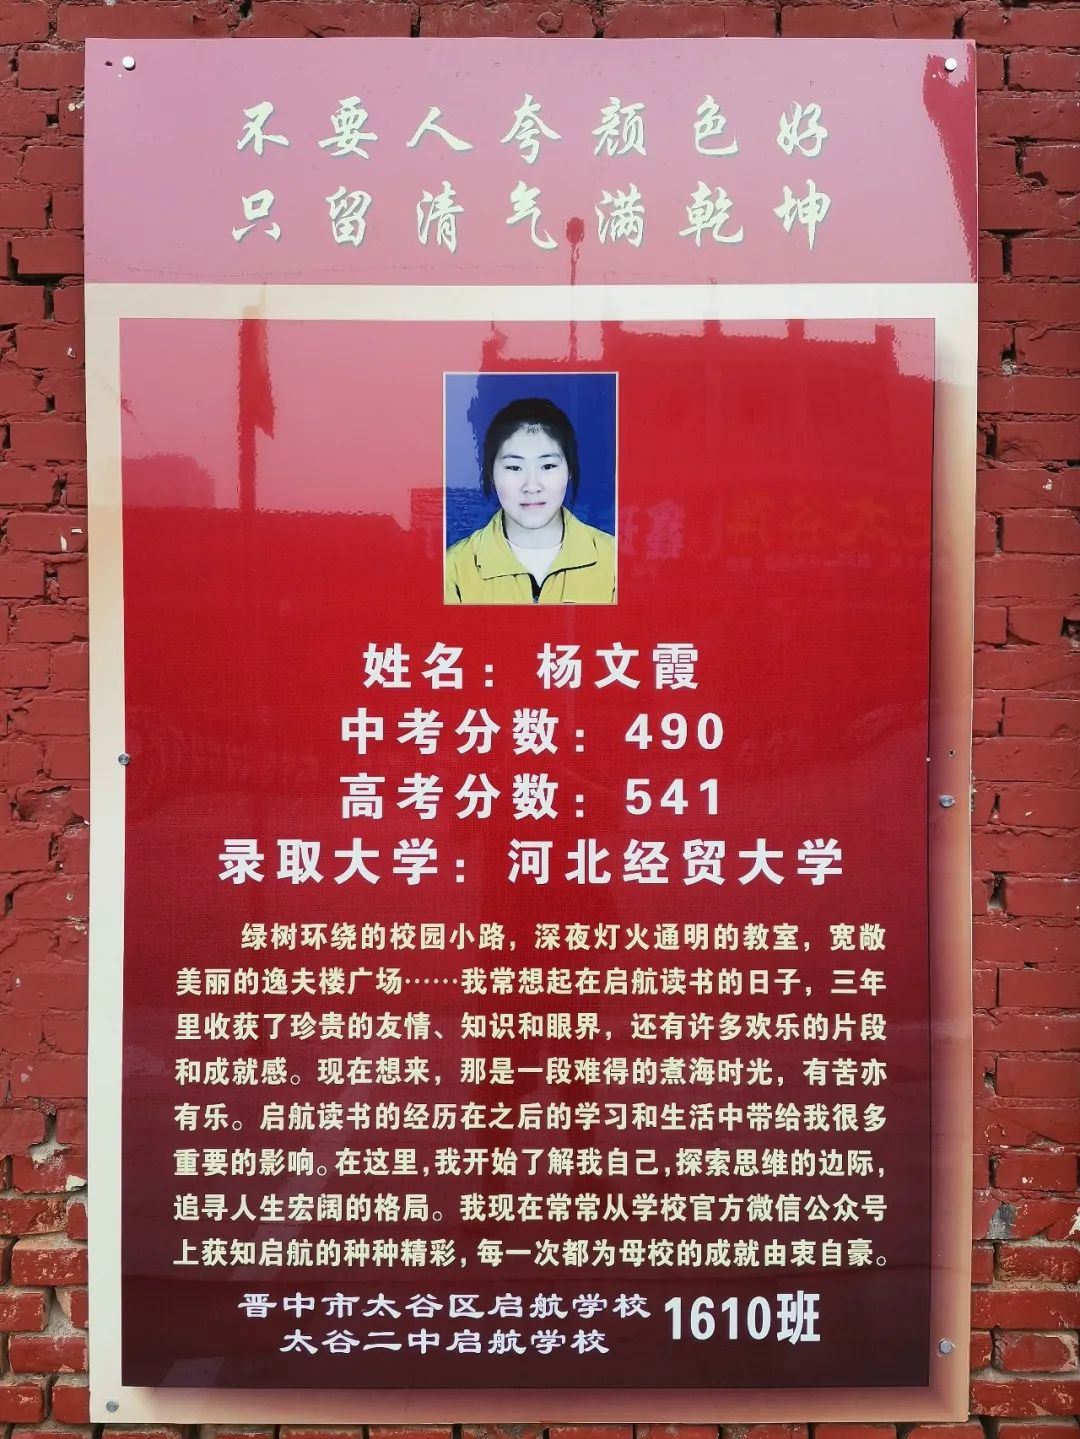 不要人夸颜色好
只留清气满乾坤
姓名：杨文霞
中考分数：490
高考分数：541
录取大学：河北经贸大学
绿树环绕的校园小路，深夜灯火通明的教室，宽敞
美丽的逸夫楼广场……我常想起在启航读书的日子，三年
里收获了珍贵的友情、知识和眼界，还有许多欢乐的片段
和成就感。现在想来，那是一段难得的煮海时光，有苦亦
有乐。启航读书的经历在之后的学习和生活中带给我很多
重要的影响。在这里，我开始了解我自己，探索思维的边际，
追寻人生宏阔的格局。我现在常常从学校官方微信公众号
上获知启航的种种精彩，每一次都为母校的成就由衷自豪。
晋中市太谷区启航学校
太谷二中启航学校
1610班